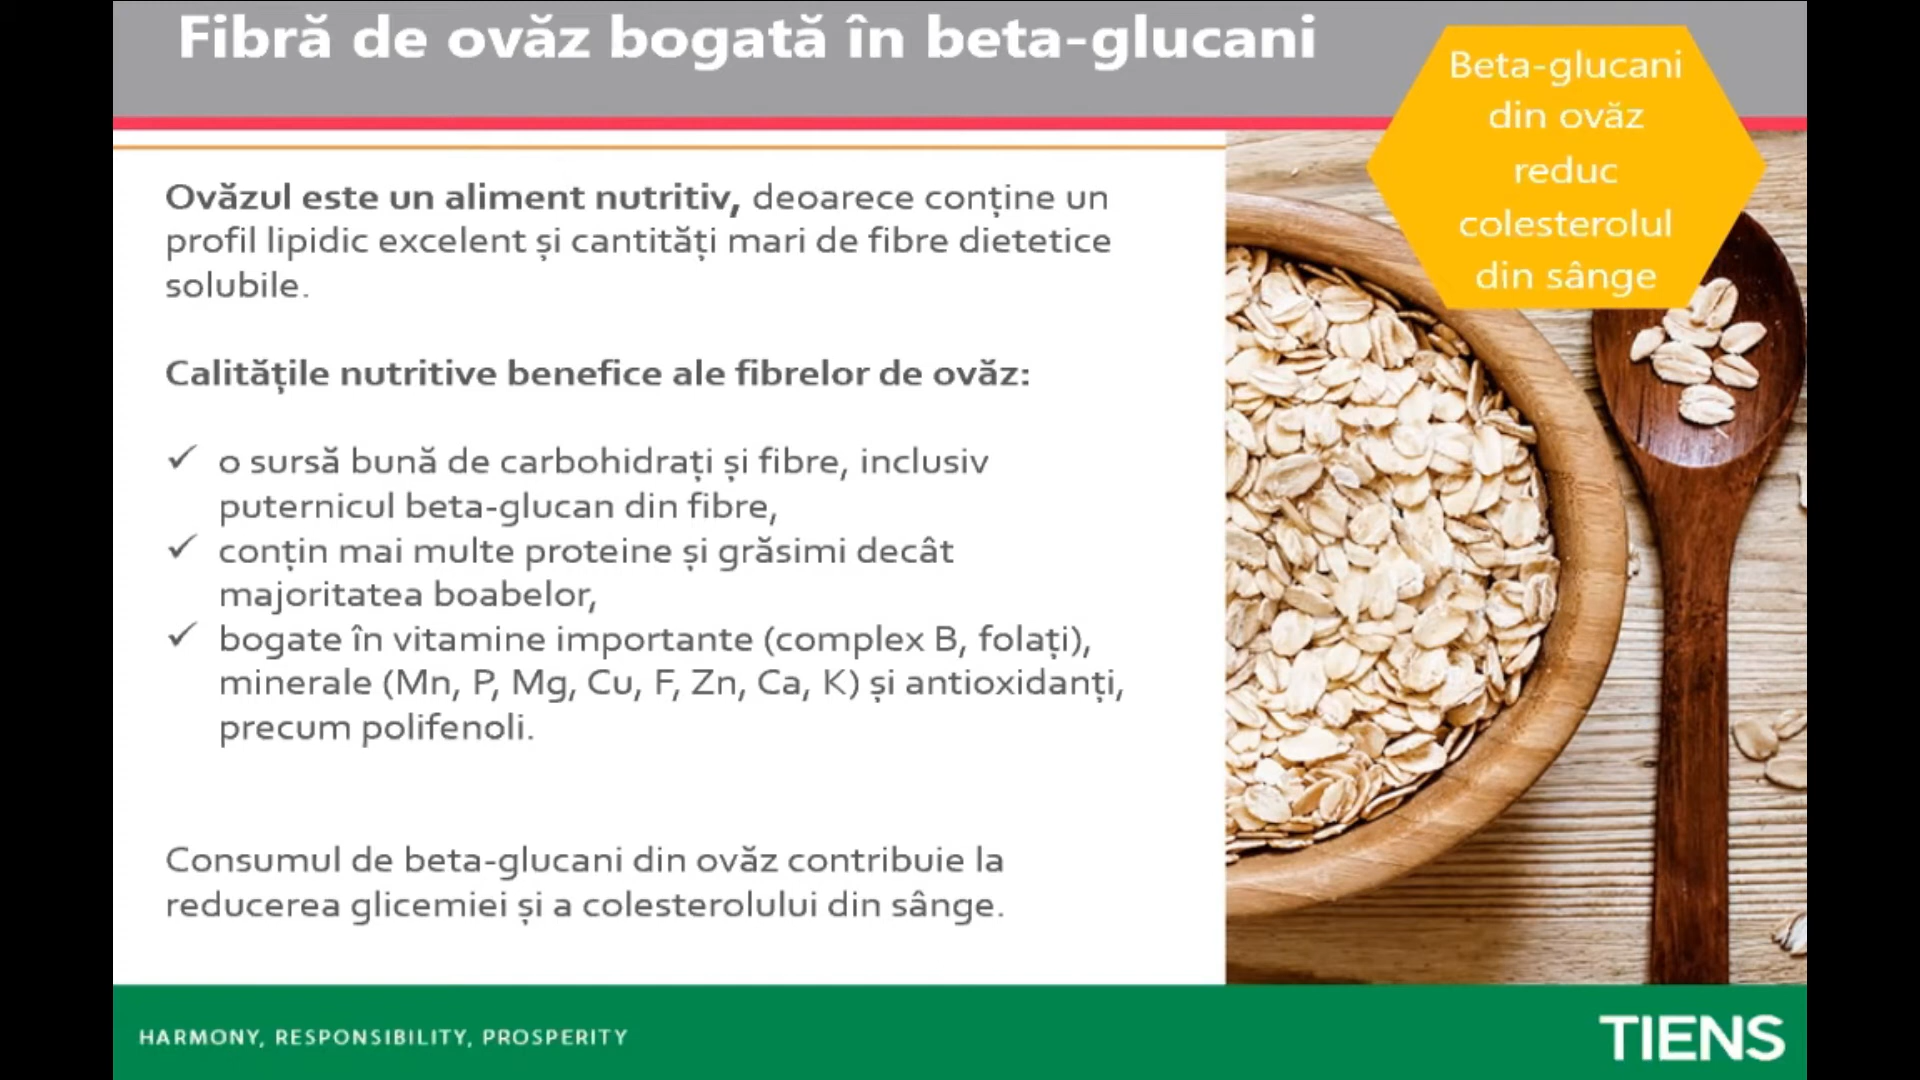 Fibră de ovăz bogată în beta-glucani
Beta-glucani
din ovăz
reduc
colesterolul
din sânge
Ovăzul este un aliment nutritiv, deoarece conține un
profil lipidic excelent și cantități mari de fibre dietetice
solubile.
Calitățile nutritive benefice ale fibrelor de ovăz:
✓ o sursă bună de carbohidrați și fibre, inclusiv
puternicul beta-glucan din fibre,
✓ conțin mai multe proteine și grăsimi decât
majoritatea boabelor,
✓ bogate în vitamine importante (complex B, folați),
minerale (Mn, P, Mg, Cu, F, Zn, Ca, K) și antioxidanți,
precum polifenoli.
Consumul de beta-glucani din ovăz contribuie la
reducerea glicemiei și a colesterolului din sânge.
HARMONY, RESPONSIBILITY, PROSPERITY
TIENS